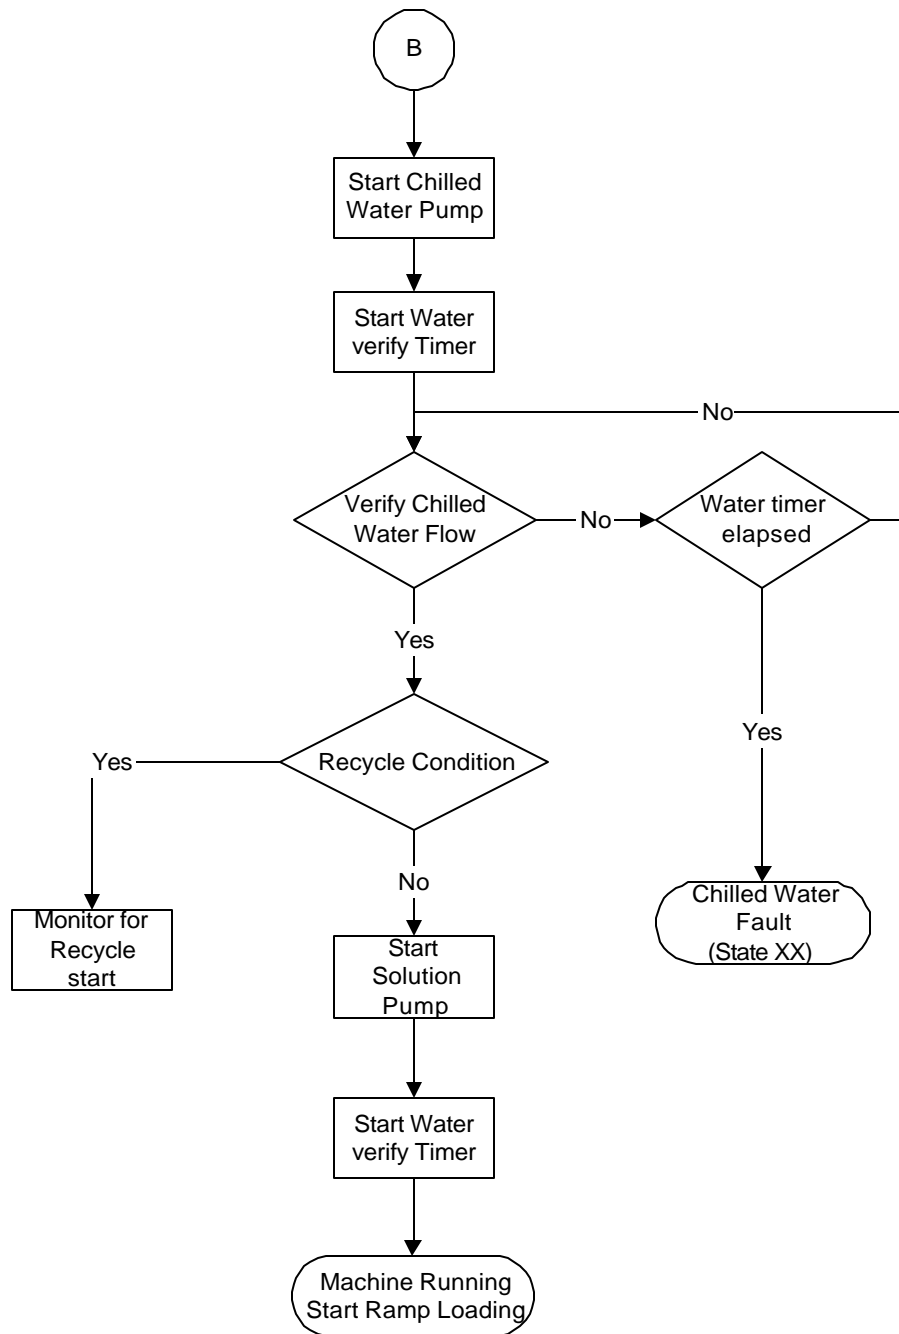 B
Start Chilled
Water Pump
Start Water
verify Timer
No
Verify Chilled
Water Flow
No
Water timer
elapsed
Yes
Yes
Recycle Condition
Yes
No
Monitor for
Recycle
start
Chilled Water
Fault
(State XX)
Start
Solution
Pump
Start Water
verify Timer
Machine Running
Start Ramp Loading